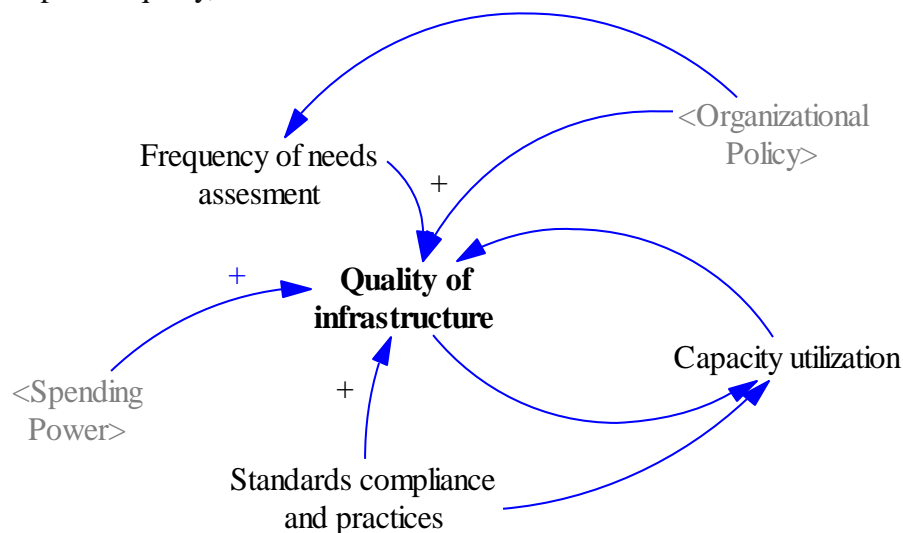 <Organizational
Policy>
Frequency of needs
assesment
+
Quality of
infrastructure
+
Capacity utilization
<Spending
Power>
+
Standards compliance
and practices